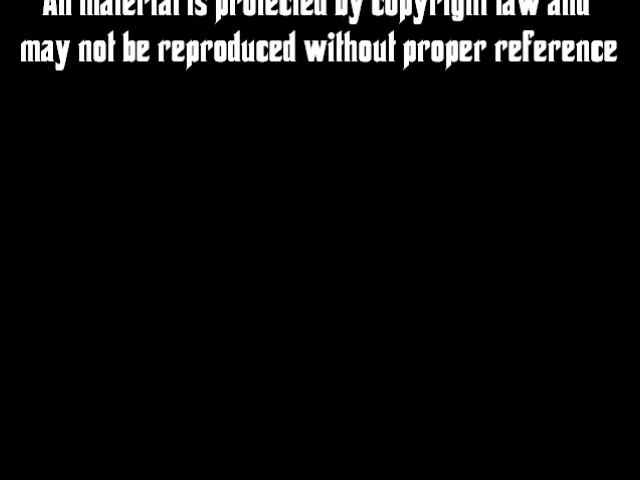 All material is protected by copyright law and
may not be reproduced without proper reference